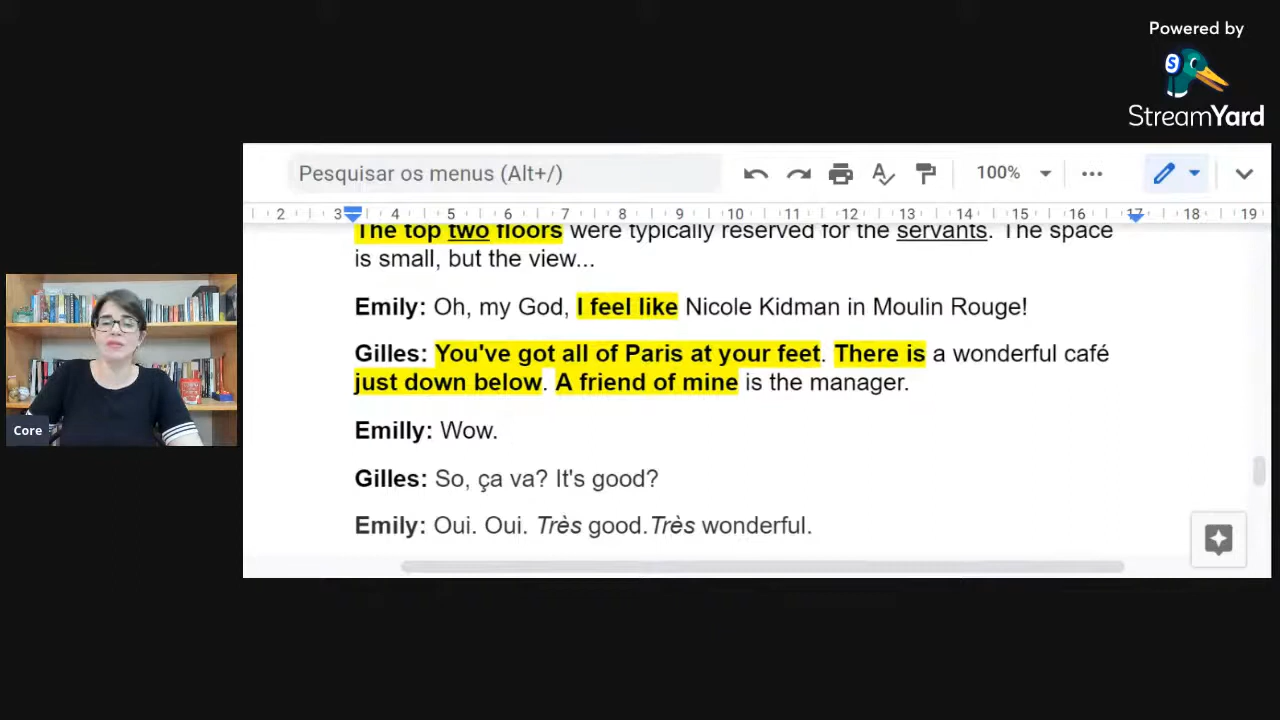 Powered by
S
StreamYard
Pesquisar os menus (Alt+/)
100%
2 3 4 5 6 7 8 9 10 11 12 13 14 15 16 17 18 19
The top two floors were typically reserved for the servants. The space
is small, but the view...
Emily: Oh, my God, I feel like Nicole Kidman in Moulin Rouge!
Gilles: You've got all of Paris at your feet. There is a wonderful café
just down below. A friend of mine is the manager.
Emilly: Wow.
Gilles: So, ça va? It's good?
Emily: Oui. Oui. Très good.Très wonderful.
Core